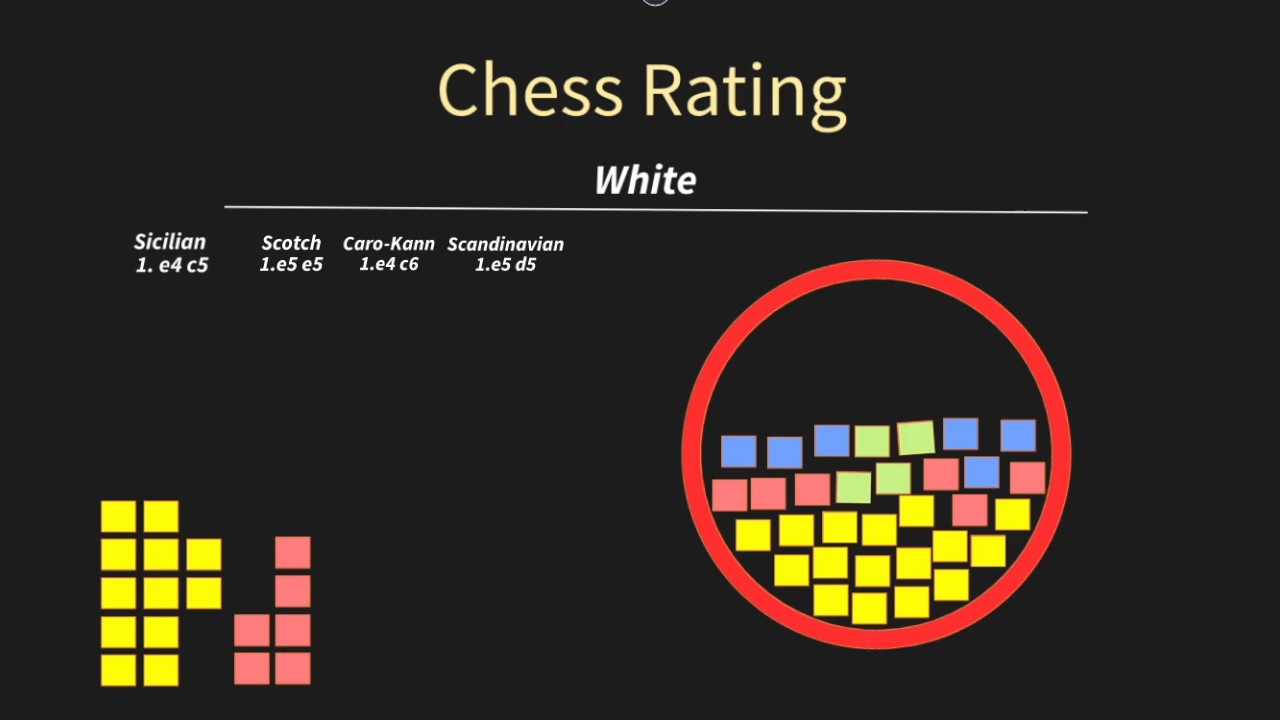 Chess Rating
White
Sicilian
1. e4 c5
Scotch
1.e5 e5
Caro-Kann
1.e4 c6
Scandinavian
1.e5 d5